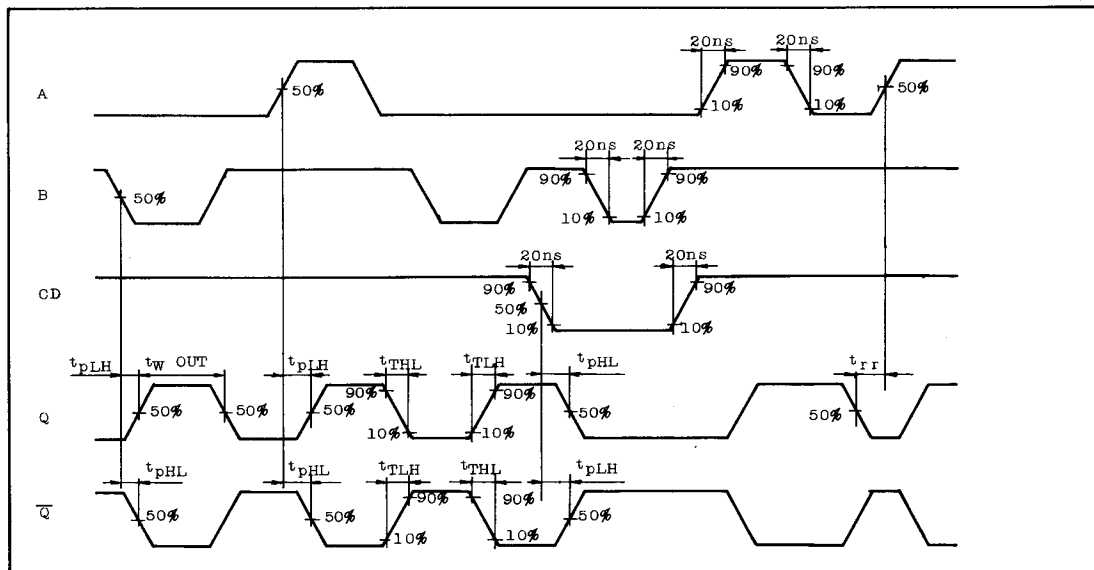 20ns 20ns
A 50% 90% 90% 50%
10% 10%
20ns 20ns
B 50% 90% 90%
10% 10%
20ns 20ns
CD 90% 90%
50%
10% 10%
tpLH tW OUT tpLH tTHL tTLH tpHL trr
90% 90%
Q 50% 50% 50% 50% 50%
10% 10%
tpHL tpHL tTLH tTHL tpLH
90% 90%
Q̅ 50% 50% 50%
10% 10%